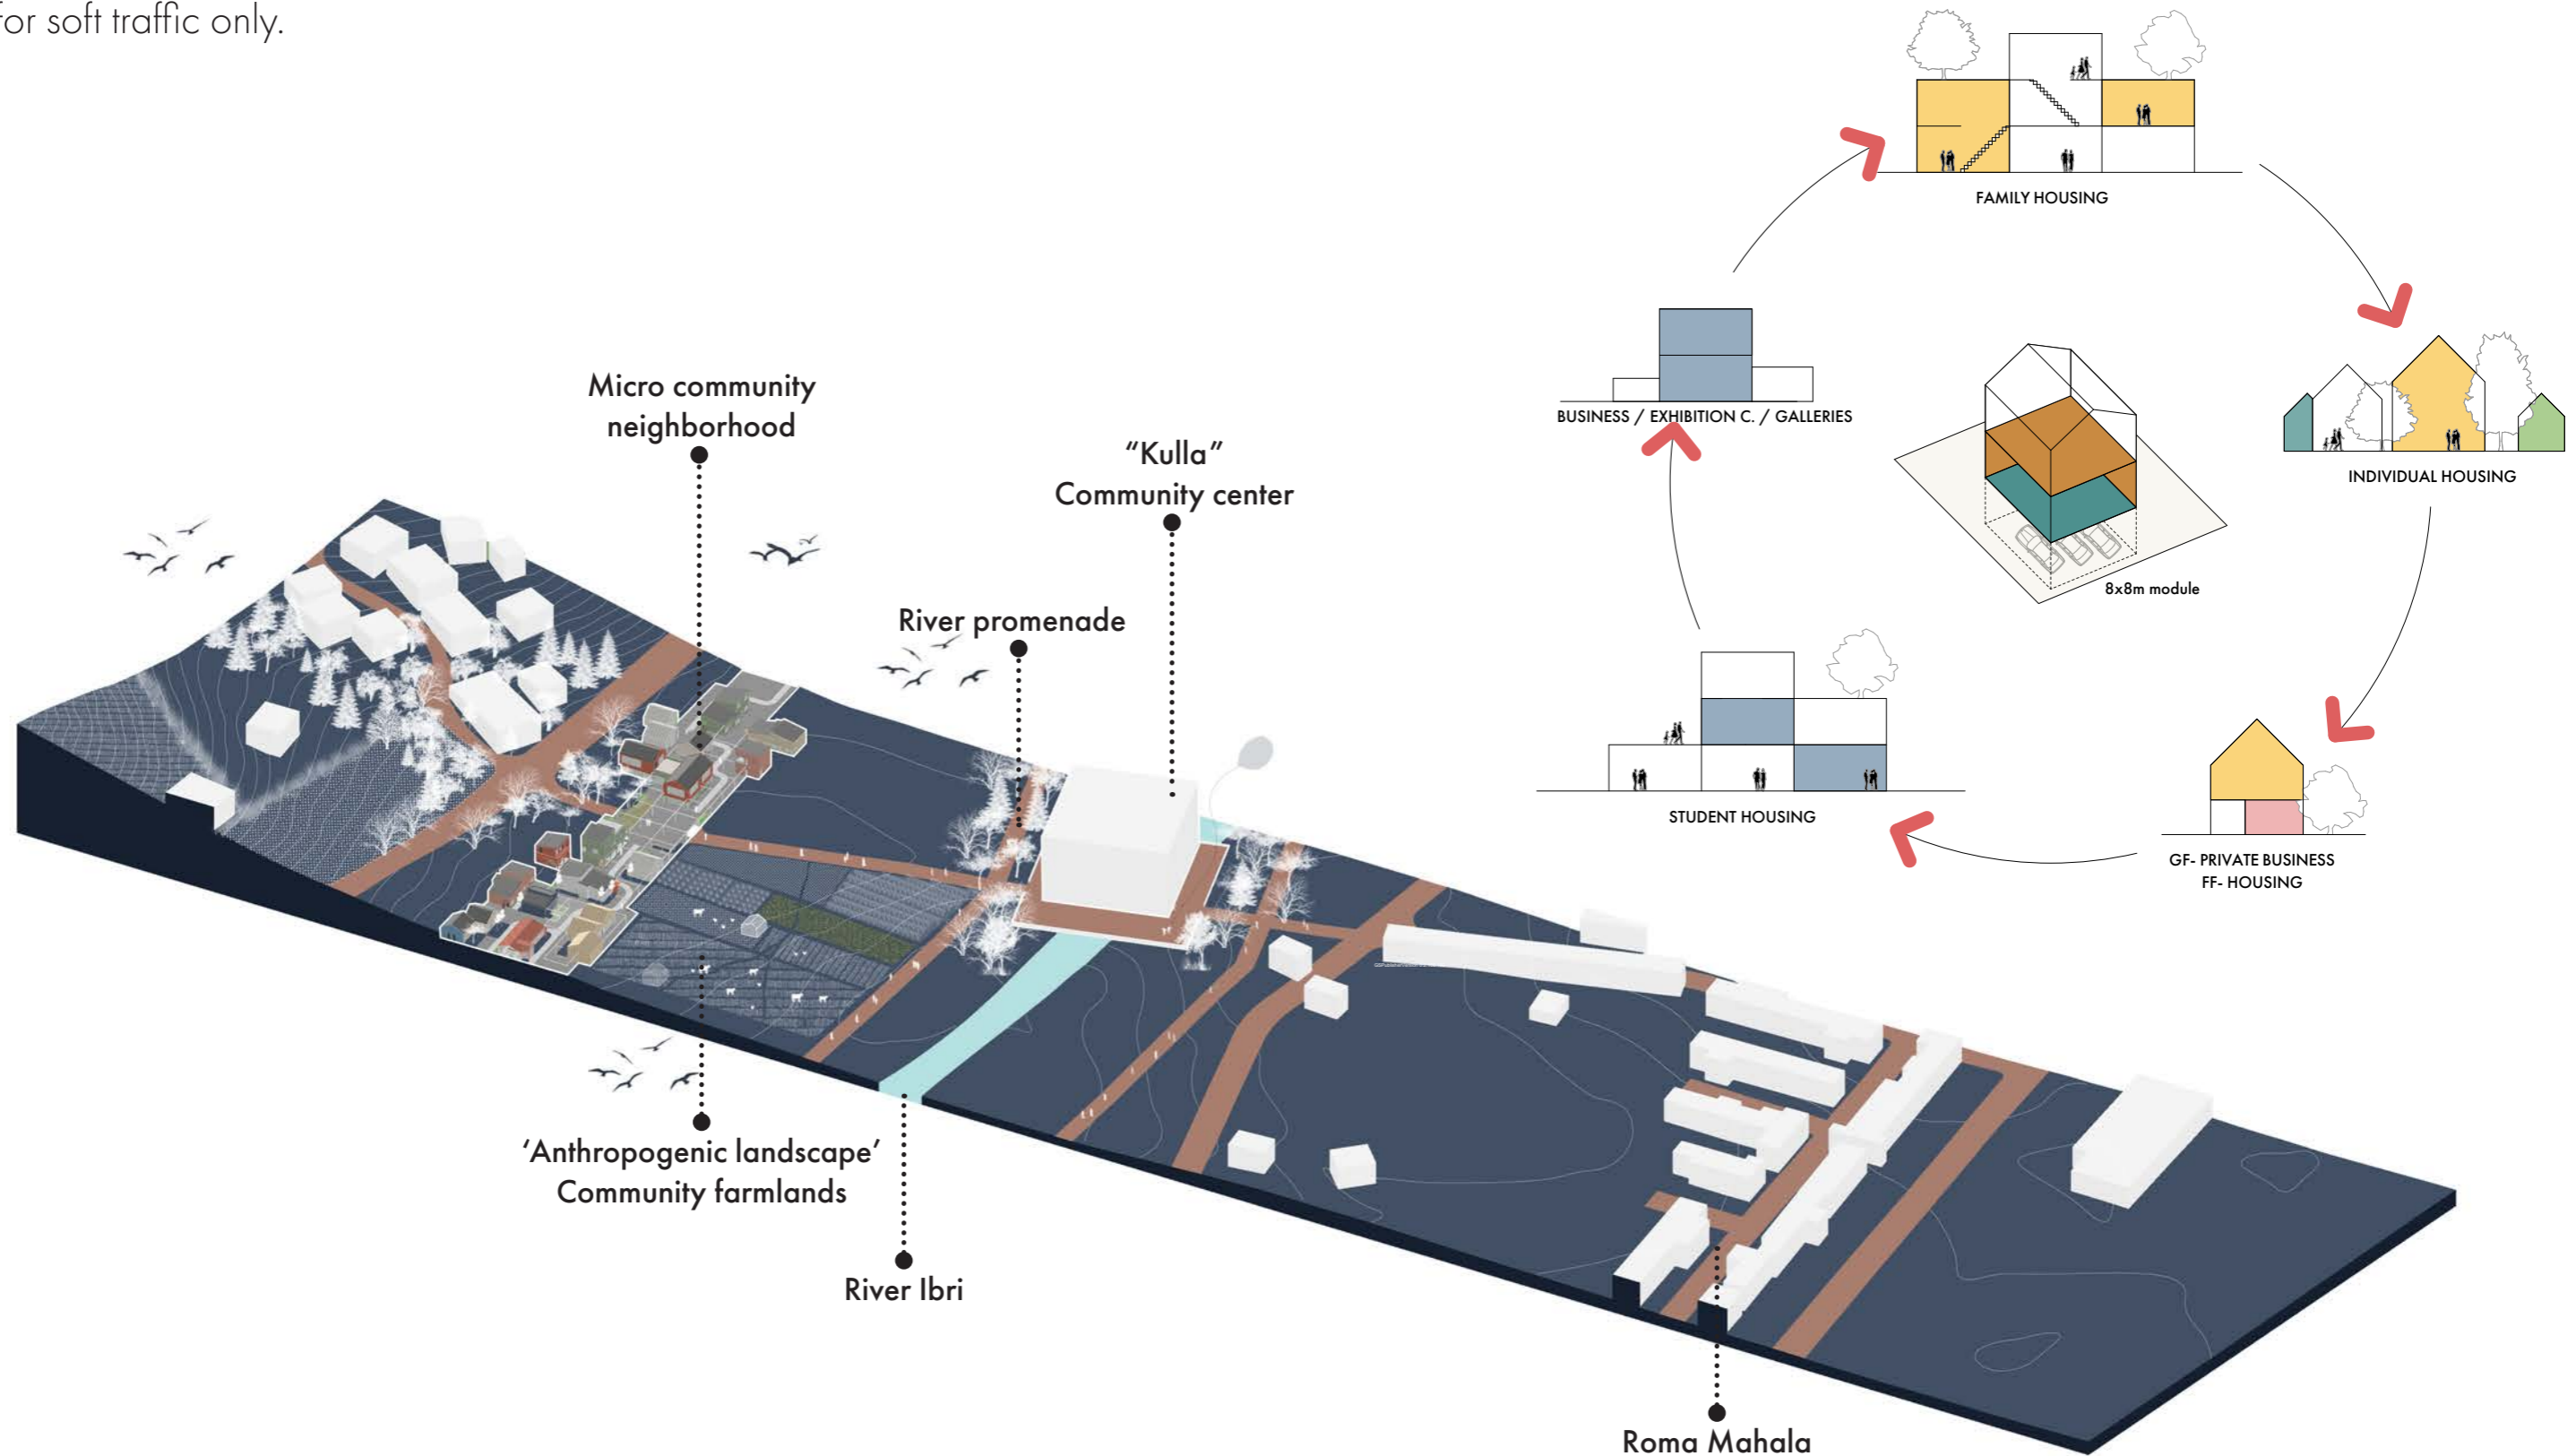 for soft traffic only.
FAMILY HOUSING
BUSINESS / EXHIBITION C. / GALLERIES
INDIVIDUAL HOUSING
8x8m module
STUDENT HOUSING
GF- PRIVATE BUSINESS
FF- HOUSING
Micro community
neighborhood
“Kulla”
Community center
River promenade
‘Anthropogenic landscape’
Community farmlands
River Ibri
Roma Mahala